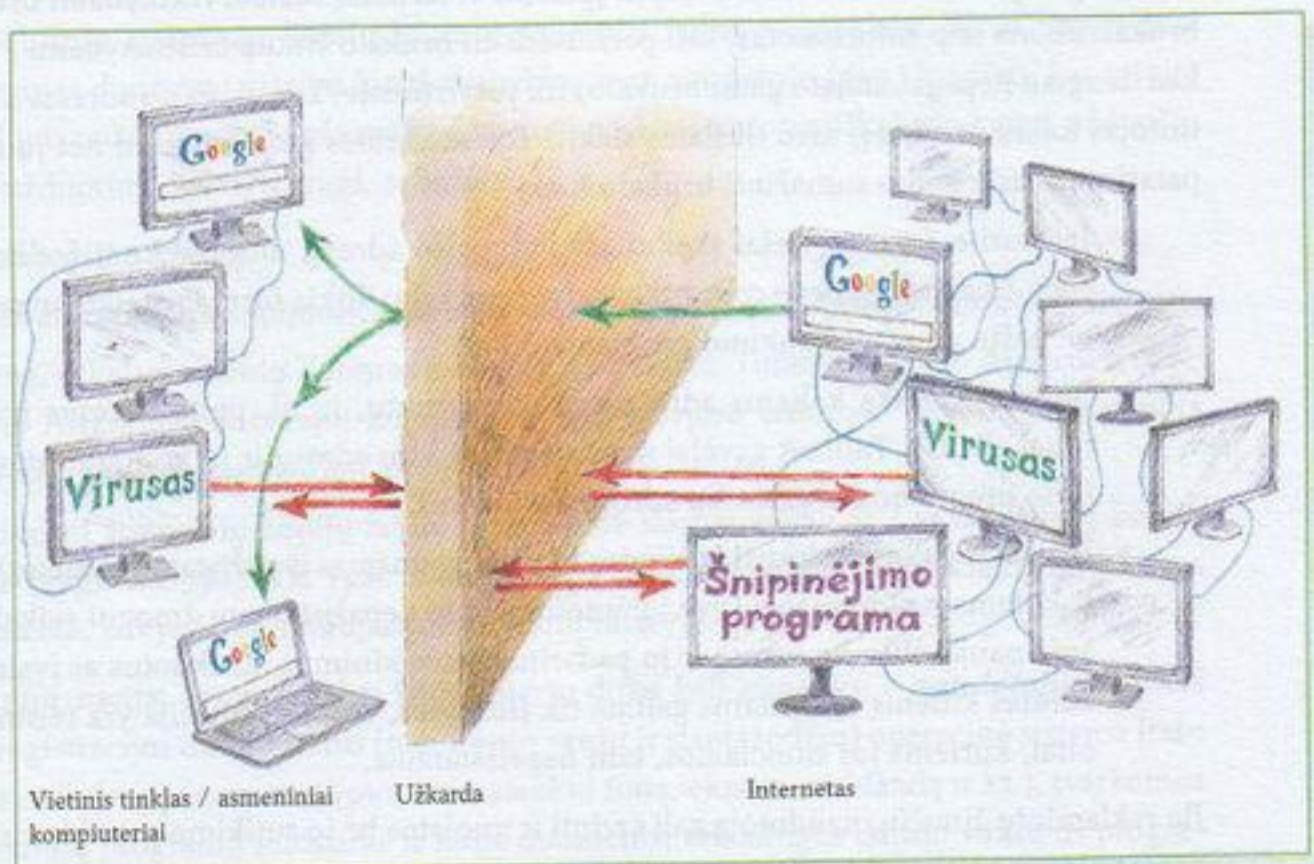 Google
Google
Virusas
Virusas
Šnipinėjimo
programa
Google
Vietinis tinklas / asmeniniai
kompiuteriai
Užkarda
Internetas